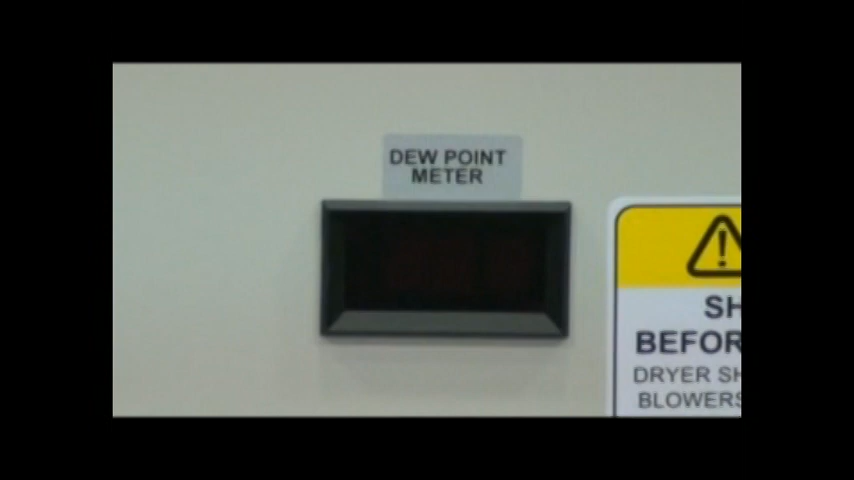 DEW POINT
METER
SH
BEFOR
DRYER SH
BLOWERS